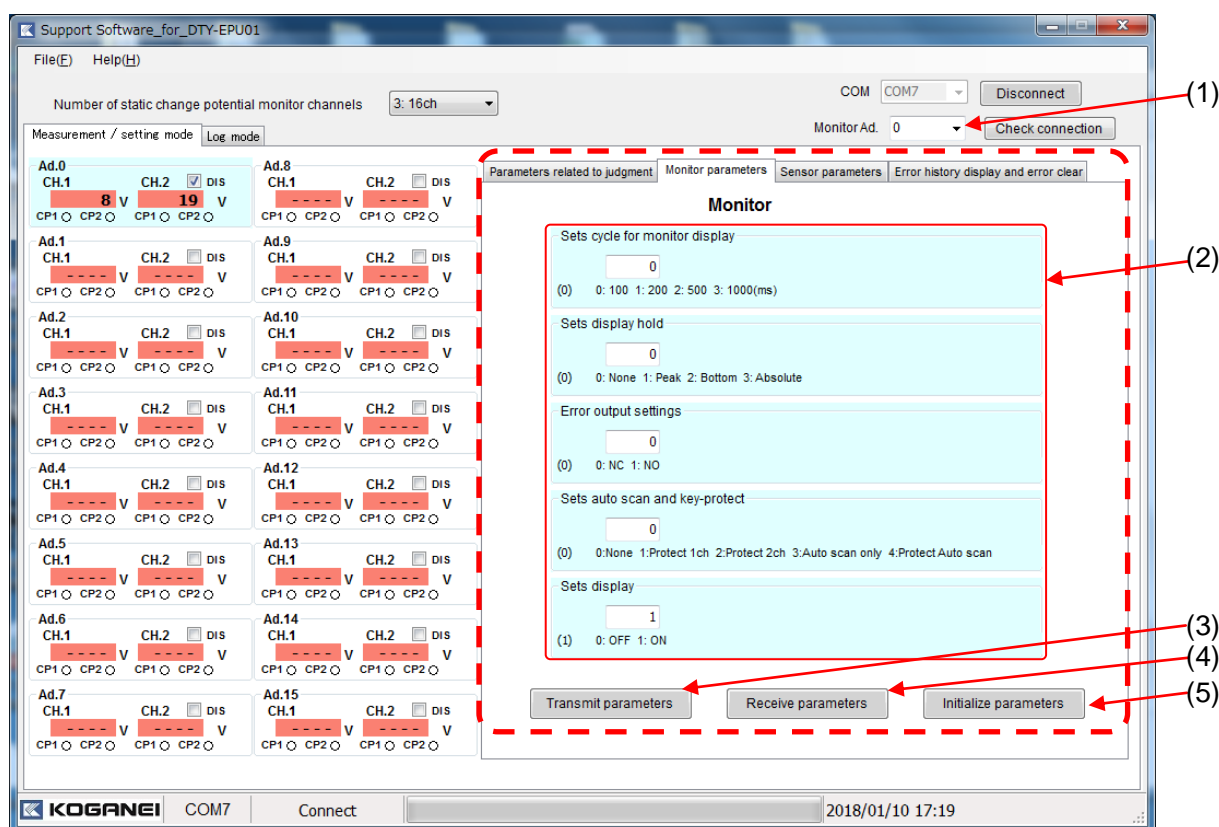 Support Software_for_DTY-EPU01
File(F) Help(H)
Number of static change potential monitor channels 3: 16ch
COM COM7 Disconnect
Monitor Ad. 0 Check connection
(1)
Measurement / setting mode Log mode
Ad.0
CH.1 CH.2 DIS
8 V 19 V
CP1 CP2 CP1 CP2
Ad.1
CH.1 CH.2 DIS
---- V ---- V
CP1 CP2 CP1 CP2
Ad.2
CH.1 CH.2 DIS
---- V ---- V
CP1 CP2 CP1 CP2
Ad.3
CH.1 CH.2 DIS
---- V ---- V
CP1 CP2 CP1 CP2
Ad.4
CH.1 CH.2 DIS
---- V ---- V
CP1 CP2 CP1 CP2
Ad.5
CH.1 CH.2 DIS
---- V ---- V
CP1 CP2 CP1 CP2
Ad.6
CH.1 CH.2 DIS
---- V ---- V
CP1 CP2 CP1 CP2
Ad.7
CH.1 CH.2 DIS
---- V ---- V
CP1 CP2 CP1 CP2
Ad.8
CH.1 CH.2 DIS
---- V ---- V
CP1 CP2 CP1 CP2
Ad.9
CH.1 CH.2 DIS
---- V ---- V
CP1 CP2 CP1 CP2
Ad.10
CH.1 CH.2 DIS
---- V ---- V
CP1 CP2 CP1 CP2
Ad.11
CH.1 CH.2 DIS
---- V ---- V
CP1 CP2 CP1 CP2
Ad.12
CH.1 CH.2 DIS
---- V ---- V
CP1 CP2 CP1 CP2
Ad.13
CH.1 CH.2 DIS
---- V ---- V
CP1 CP2 CP1 CP2
Ad.14
CH.1 CH.2 DIS
---- V ---- V
CP1 CP2 CP1 CP2
Ad.15
CH.1 CH.2 DIS
---- V ---- V
CP1 CP2 CP1 CP2
Parameters related to judgment Monitor parameters Sensor parameters Error history display and error clear
Monitor
Sets cycle for monitor display
0
(0) 0: 100 1: 200 2: 500 3: 1000(ms)
(2)
Sets display hold
0
(0) 0: None 1: Peak 2: Bottom 3: Absolute
Error output settings
0
(0) 0: NC 1: NO
Sets auto scan and key-protect
0
(0) 0:None 1:Protect 1ch 2:Protect 2ch 3:Auto scan only 4:Protect Auto scan
Sets display
1
(1) 0: OFF 1: ON
(3)
(4)
(5)
Transmit parameters Receive parameters Initialize parameters
KOGANEI COM7 Connect 2018/01/10 17:19